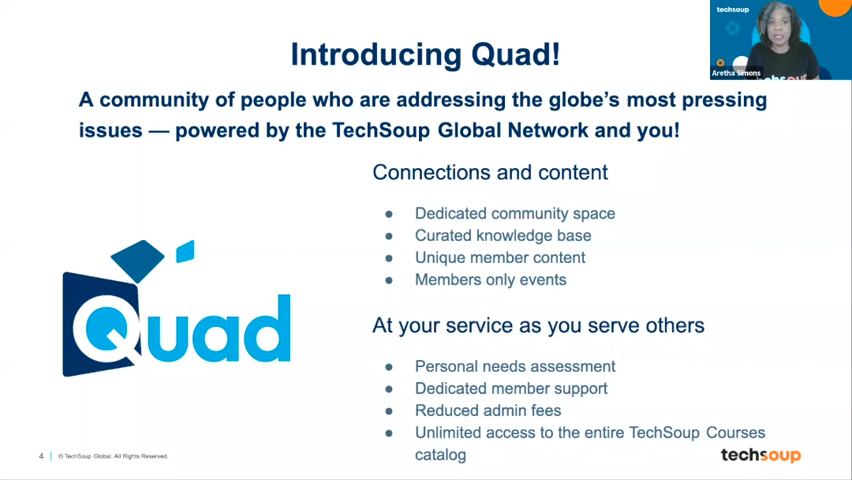 techsoup
Aretha Simons
Introducing Quad!
A community of people who are addressing the globe's most pressing
issues — powered by the TechSoup Global Network and you!
Connections and content
● Dedicated community space
● Curated knowledge base
● Unique member content
● Members only events
Quad
At your service as you serve others
● Personal needs assessment
● Dedicated member support
● Reduced admin fees
● Unlimited access to the entire TechSoup Courses
catalog
4 | © TechSoup Global. All Rights Reserved.
techsoup